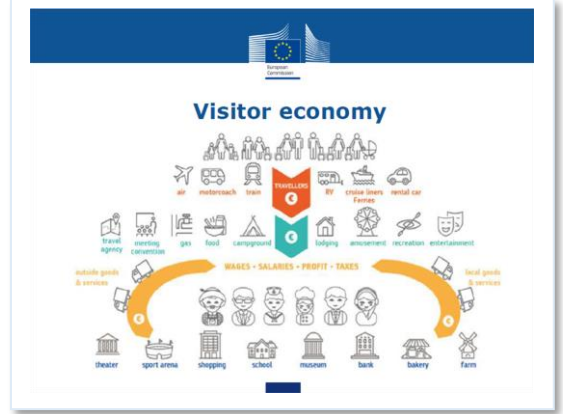 European
Commission
Visitor economy
TRAVELLERS
€
air motorcoach train RV cruise liners rental car
Ferries
€
travel agency
meeting convention
gas food campground lodging amusement recreation entertainment
outside goods
& services
WAGES - SALARIES - PROFIT - TAXES
local goods
& services
€ €
theater sport arena shopping school museum bank bakery farm